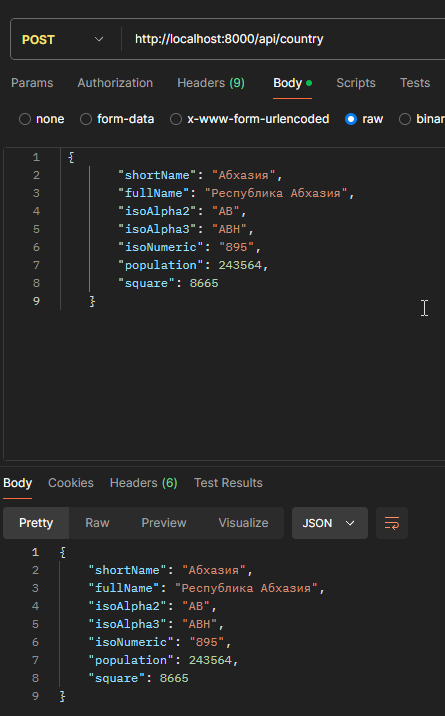 POST http://localhost:8000/api/country
Params Authorization Headers (9) Body Scripts Tests
none form-data x-www-form-urlencoded raw binar
1 {
2 "shortName": "Абхазия",
3 "fullName": "Республика Абхазия",
4 "isoAlpha2": "AB",
5 "isoAlpha3": "ABH",
6 "isoNumeric": "895",
7 "population": 243564,
8 "square": 8665
9 }
Body Cookies Headers (6) Test Results
Pretty Raw Preview Visualize JSON
1 {
2 "shortName": "Абхазия",
3 "fullName": "Республика Абхазия",
4 "isoAlpha2": "AB",
5 "isoAlpha3": "ABH",
6 "isoNumeric": "895",
7 "population": 243564,
8 "square": 8665
9 }